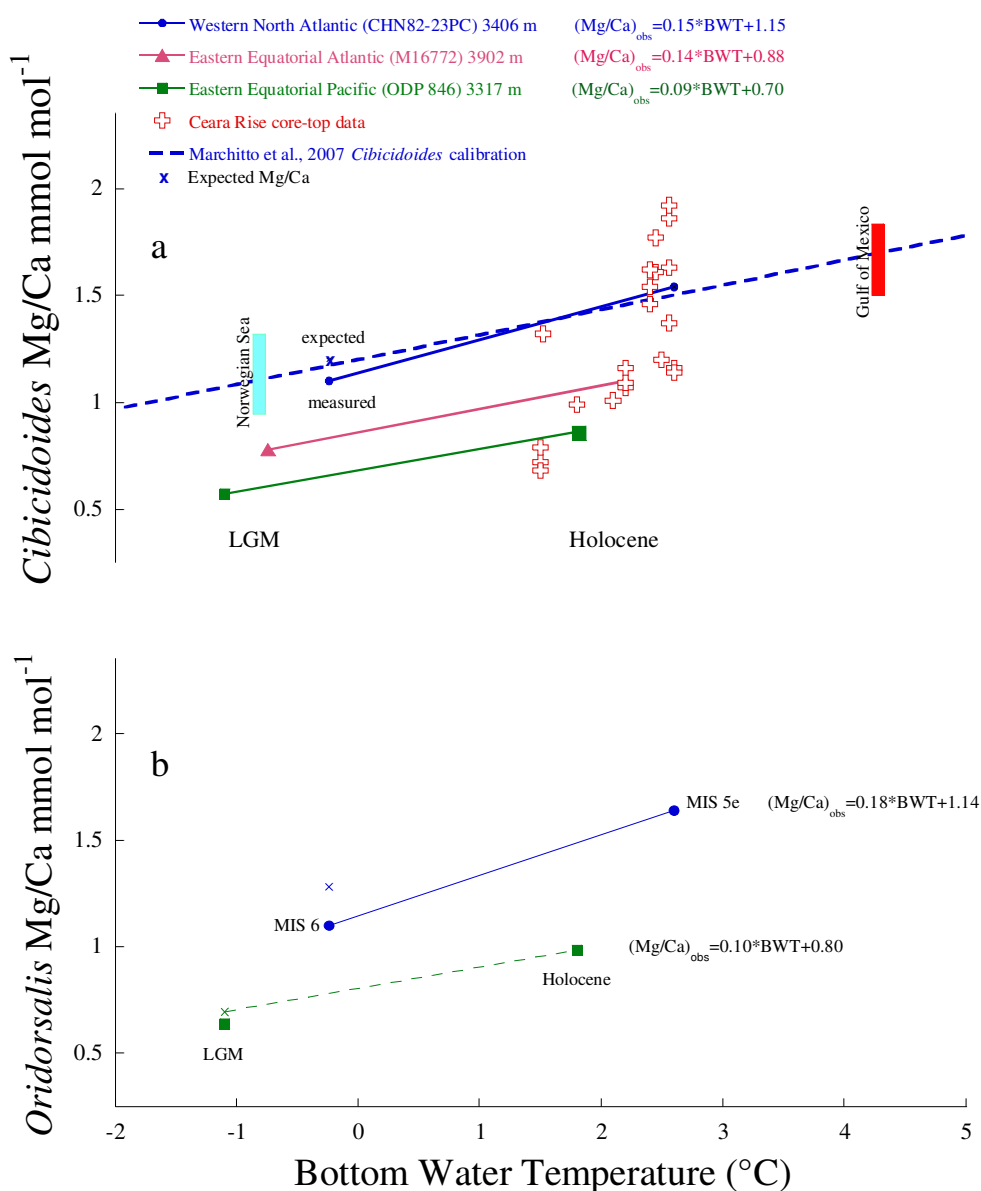 Western North Atlantic (CHN82-23PC) 3406 m (Mg/Ca)obs=0.15*BWT+1.15
Eastern Equatorial Atlantic (M16772) 3902 m (Mg/Ca)obs=0.14*BWT+0.88
Eastern Equatorial Pacific (ODP 846) 3317 m (Mg/Ca)obs=0.09*BWT+0.70
Ceara Rise core-top data
Marchitto et al., 2007 Cibicidoides calibration
x Expected Mg/Ca
Cibicidoides Mg/Ca mmol mol-1
a
2
1.5
1
0.5
Norwegian Sea
expected
measured
Gulf of Mexico
LGM
Holocene
Oridorsalis Mg/Ca mmol mol-1
b
2
1.5
1
0.5
MIS 5e (Mg/Ca)obs=0.18*BWT+1.14
MIS 6
(Mg/Ca)obs=0.10*BWT+0.80
Holocene
LGM
-2 -1 0 1 2 3 4 5
Bottom Water Temperature (°C)